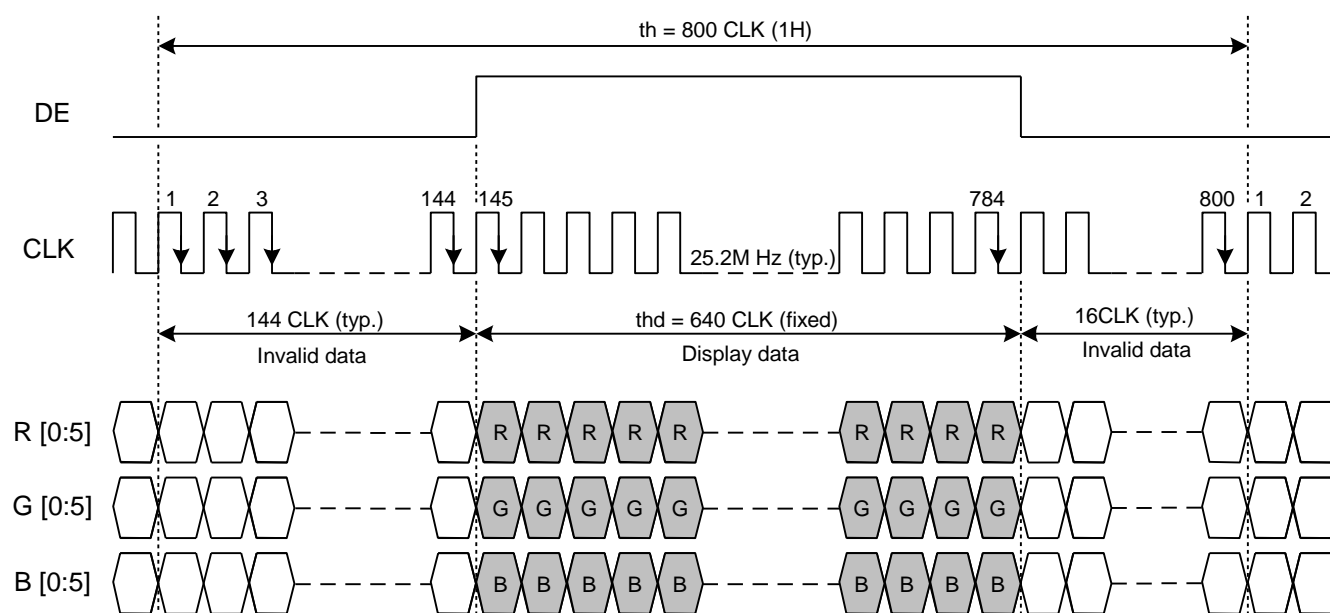 th = 800 CLK (1H)
DE
1 2 3 144 145 784 800 1 2
CLK
25.2M Hz (typ.)
144 CLK (typ.) thd = 640 CLK (fixed) 16CLK (typ.)
Invalid data Display data Invalid data
R [0:5] R R R R R R R R R
G [0:5] G G G G G G G G G
B [0:5] B B B B B B B B B